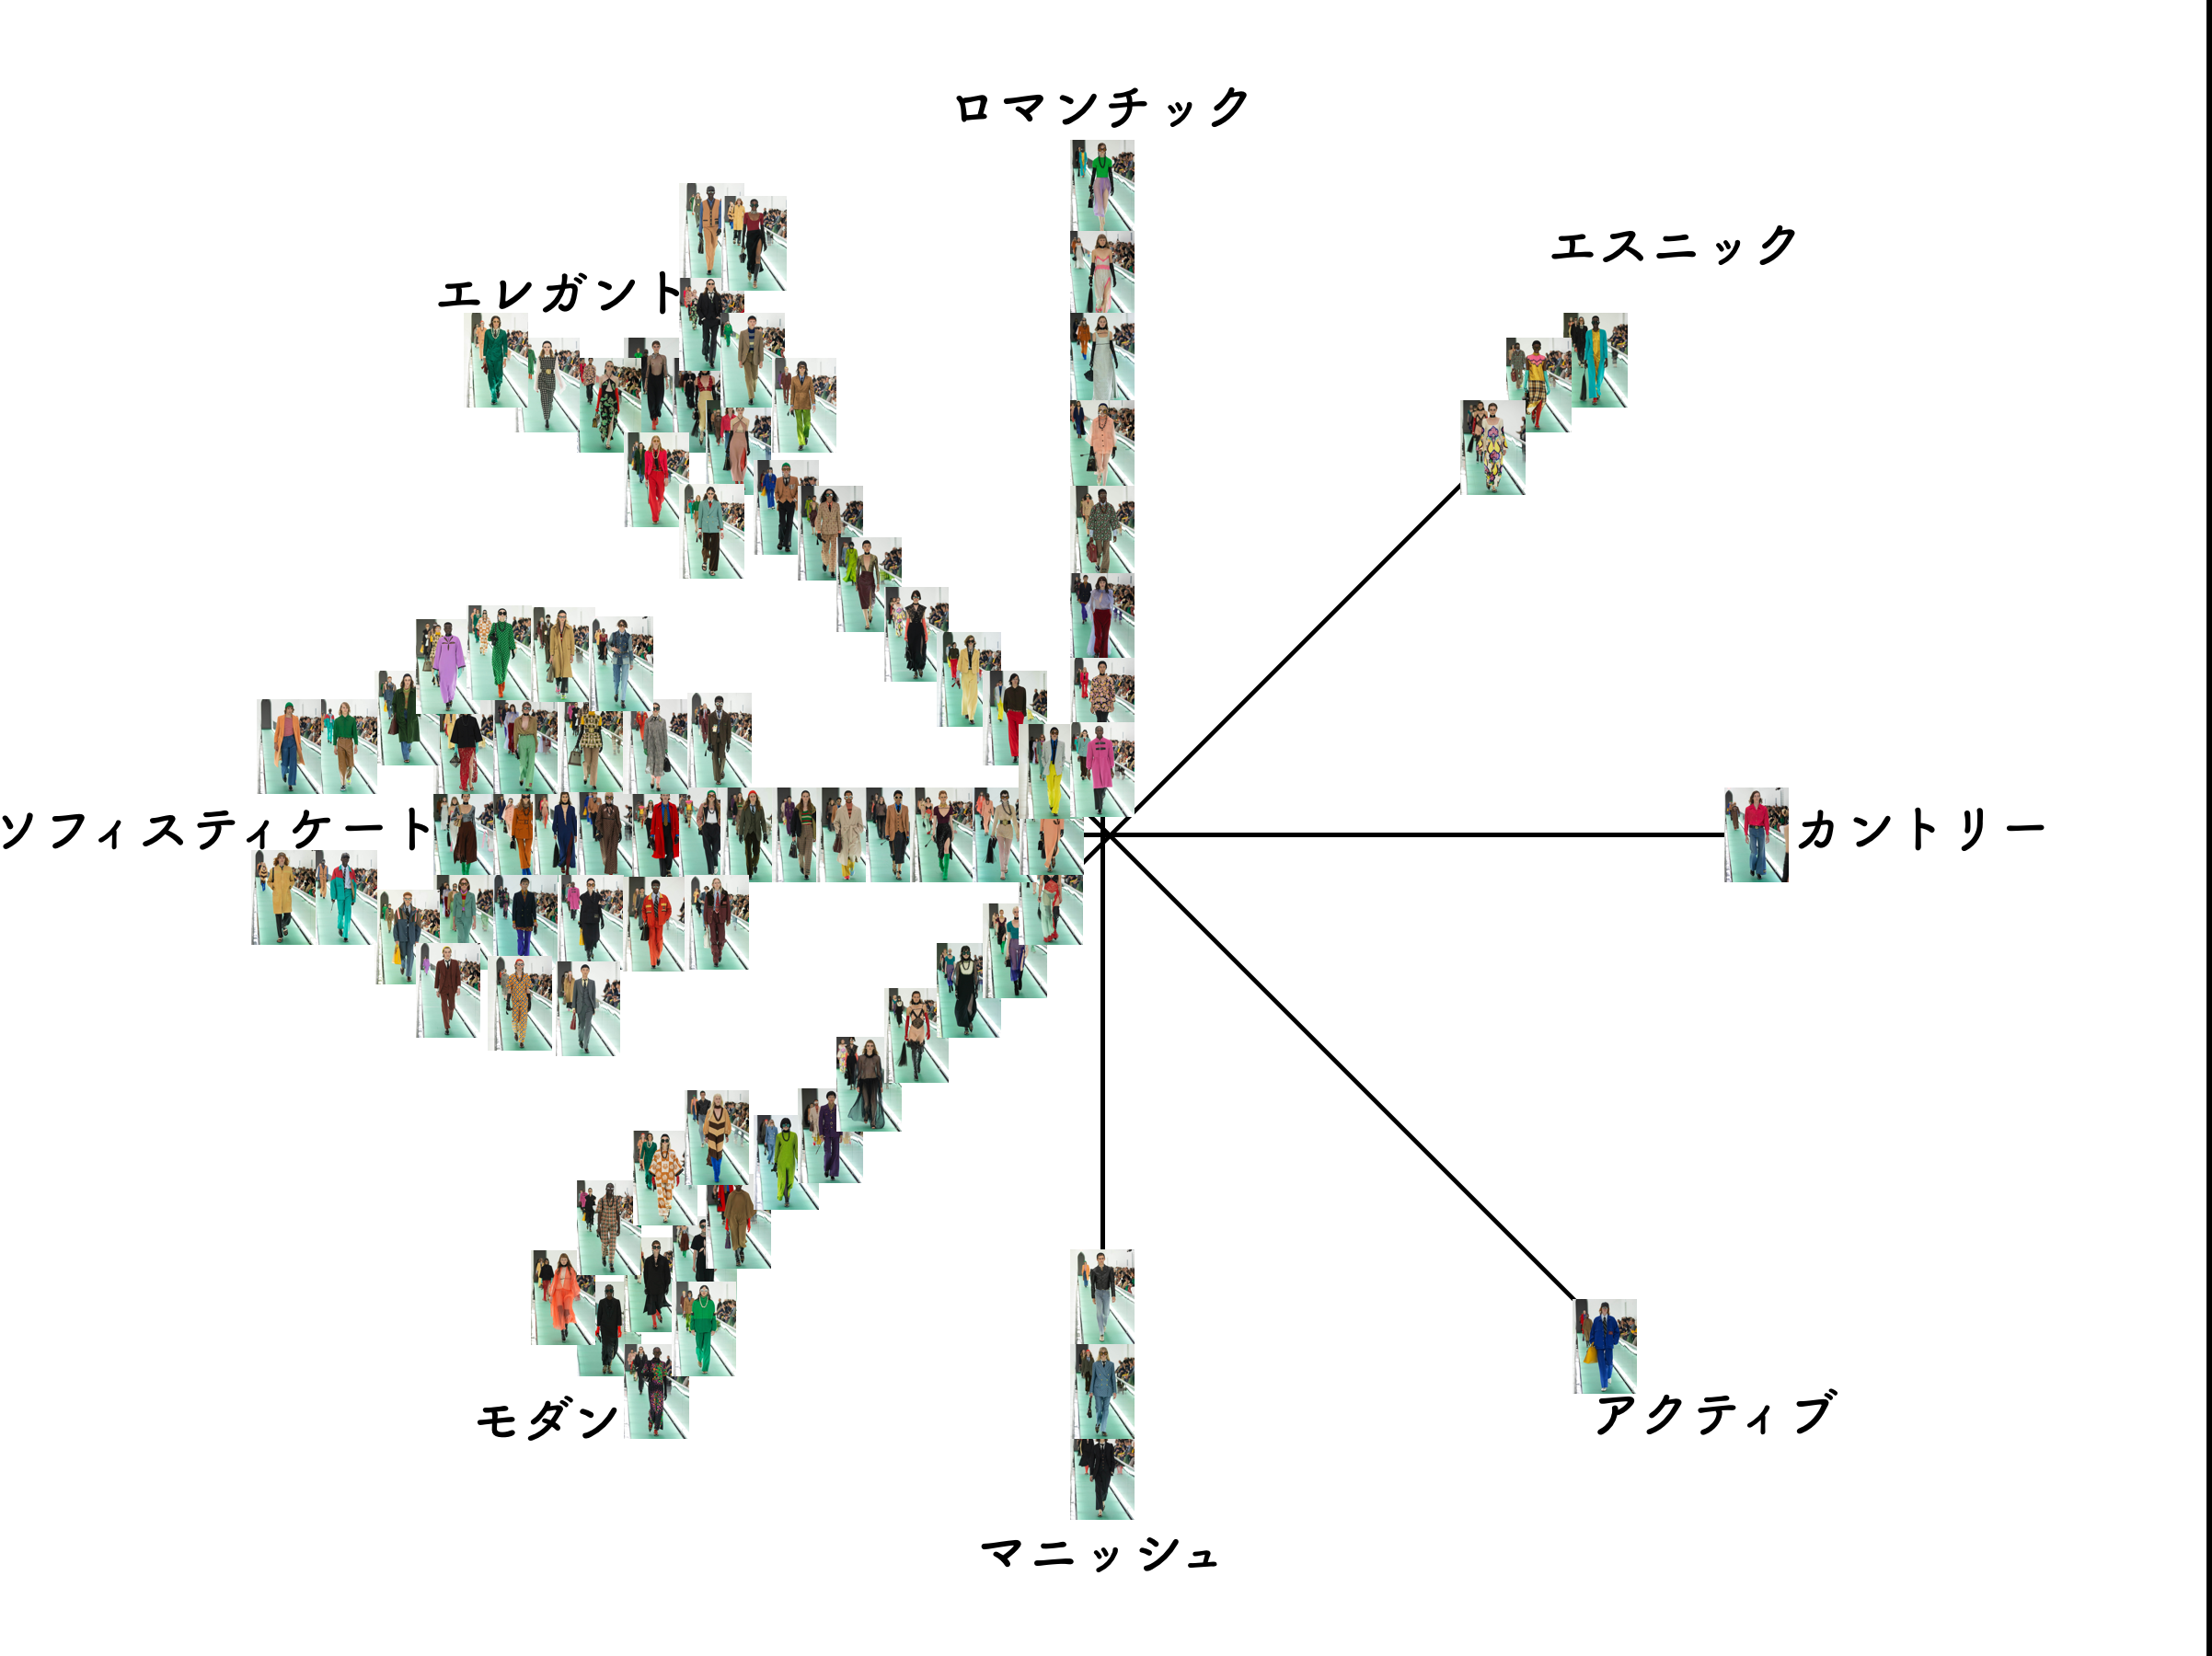 ロマンチック
エスニック
エレガント
ソフィスティケート
カントリー
モダン
アクティブ
マニッシュ